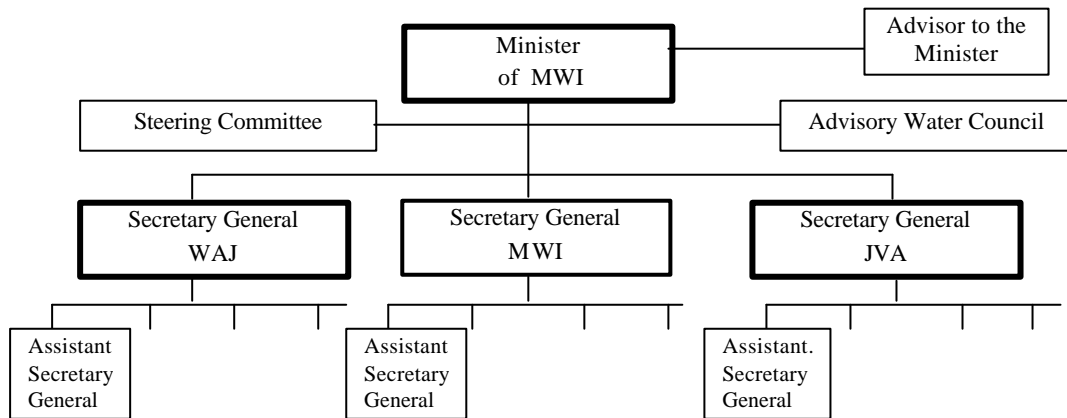 Minister
of MWI
Advisor to the
Minister
Steering Committee
Advisory Water Council
Secretary General
WAJ
Secretary General
MWI
Secretary General
JVA
Assistant
Secretary
General
Assistant
Secretary
General
Assistant.
Secretary
General